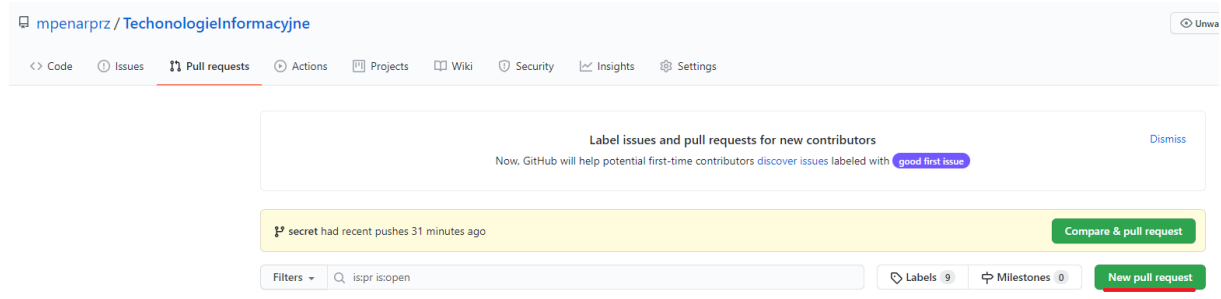 mpenarprz / TechonologieInformacyjne
Unwa
Code Issues Pull requests Actions Projects Wiki Security Insights Settings
Label issues and pull requests for new contributors
Dismiss
Now, GitHub will help potential first-time contributors discover issues labeled with good first issue
secret had recent pushes 31 minutes ago
Compare & pull request
Filters is:pr is:open Labels 9 Milestones 0 New pull request